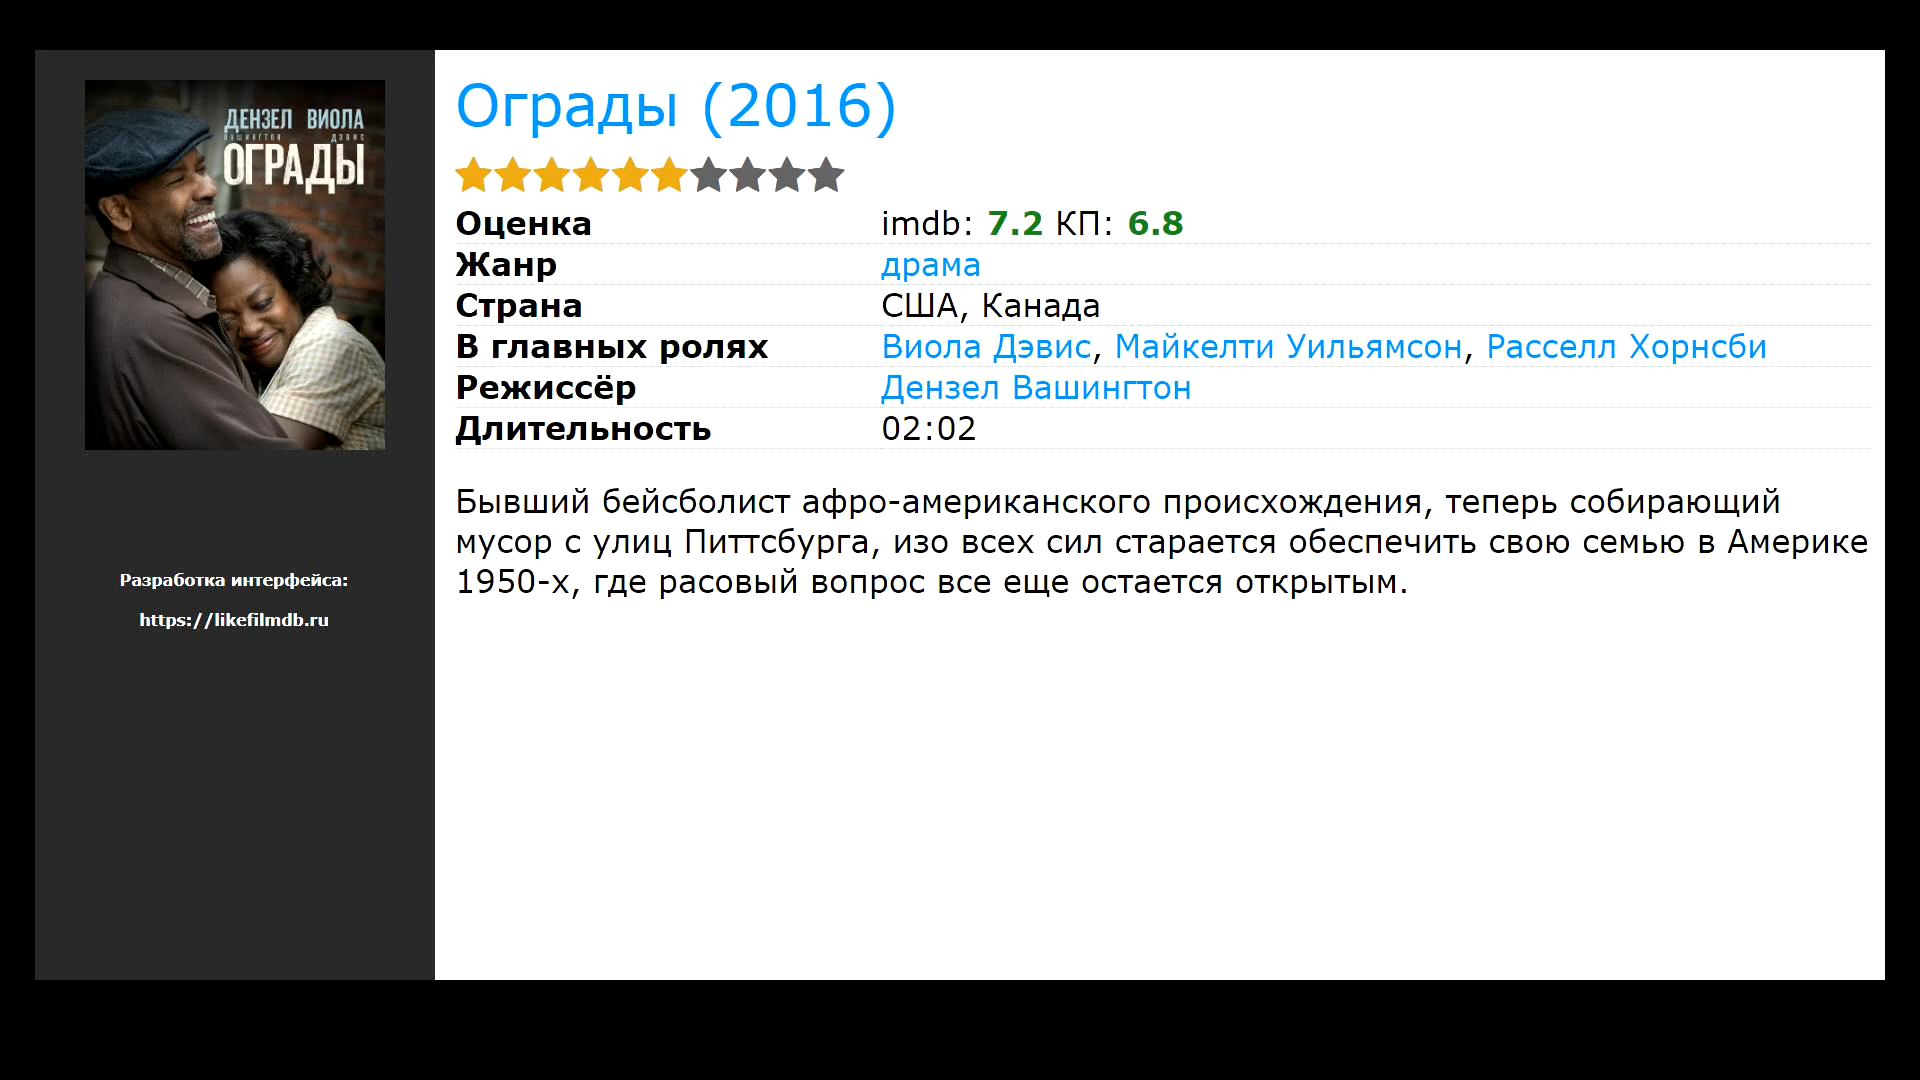 ДЕНЗЕЛ ВИОЛА
ВАШИНГТОН ДЭВИС
ОГРАДЫ
Разработка интерфейса:
https://likefilmdb.ru
Ограды (2016)
Оценка imdb: 7.2 КП: 6.8
Жанр драма
Страна США, Канада
В главных ролях Виола Дэвис, Майкелти Уильямсон, Расселл Хорнсби
Режиссёр Дензел Вашингтон
Длительность 02:02
Бывший бейсболист афро-американского происхождения, теперь собирающий
мусор с улиц Питтсбурга, изо всех сил старается обеспечить свою семью в Америке
1950-х, где расовый вопрос все еще остается открытым.